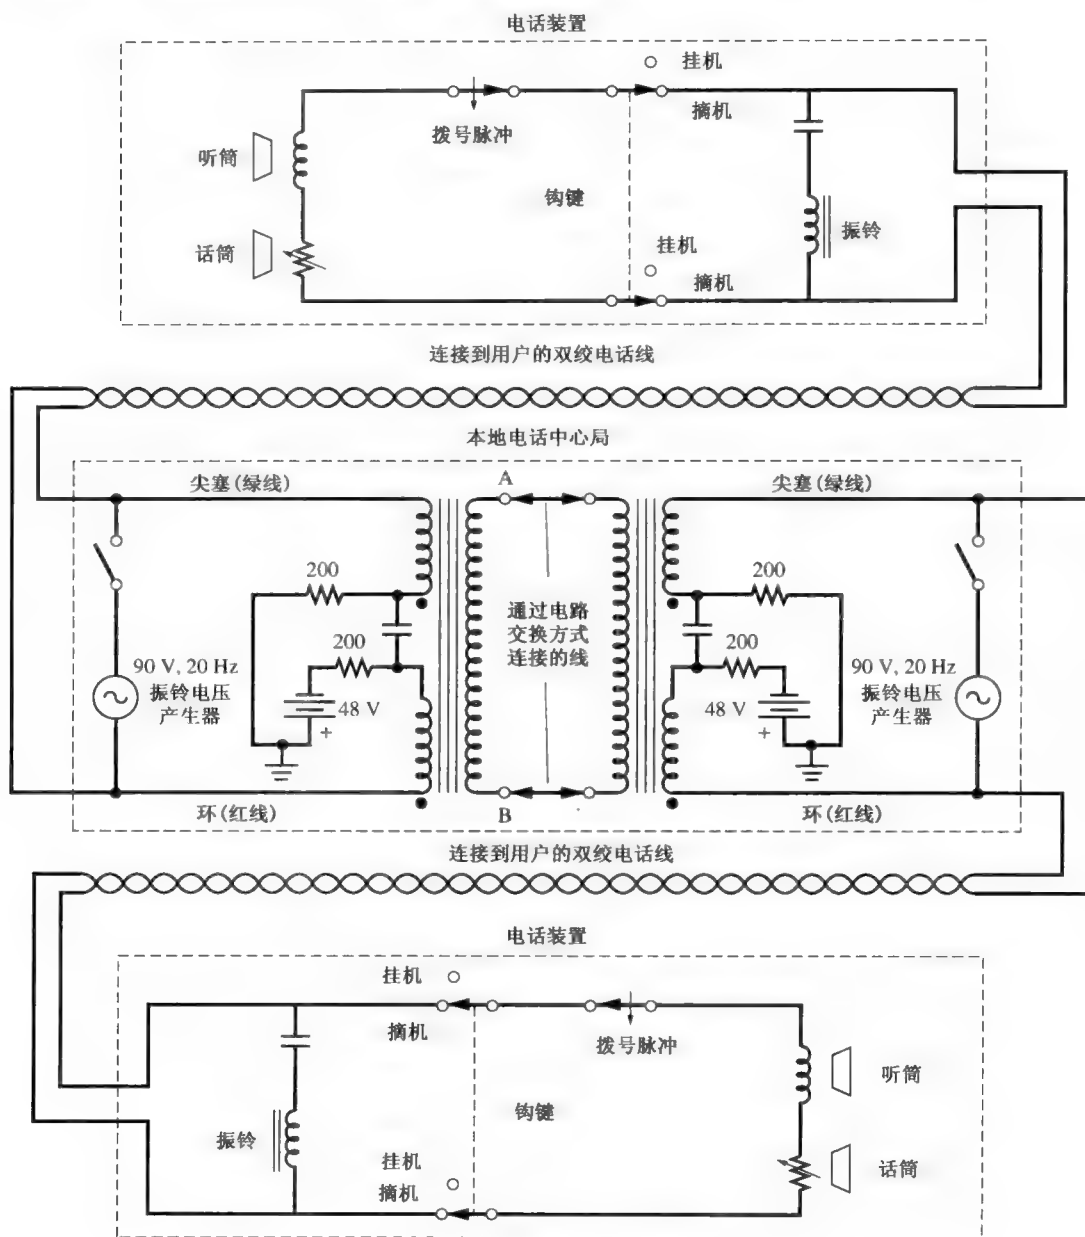 电话装置
挂机
摘机
拨号脉冲
听筒
钩键
挂机
振铃
话筒
摘机
连接到用户的双绞电话线
本地电话中心局
尖塞(绿线)
A
尖塞(绿线)
200
200
通过电路
交换方式
连接的线
200
200
90 V, 20 Hz
振铃电压
产生器
48 V
+
48 V
+
90 V, 20 Hz
振铃电压
产生器
环(红线)
B
环(红线)
连接到用户的双绞电话线
电话装置
挂机
摘机
拨号脉冲
听筒
钩键
振铃
挂机
摘机
话筒